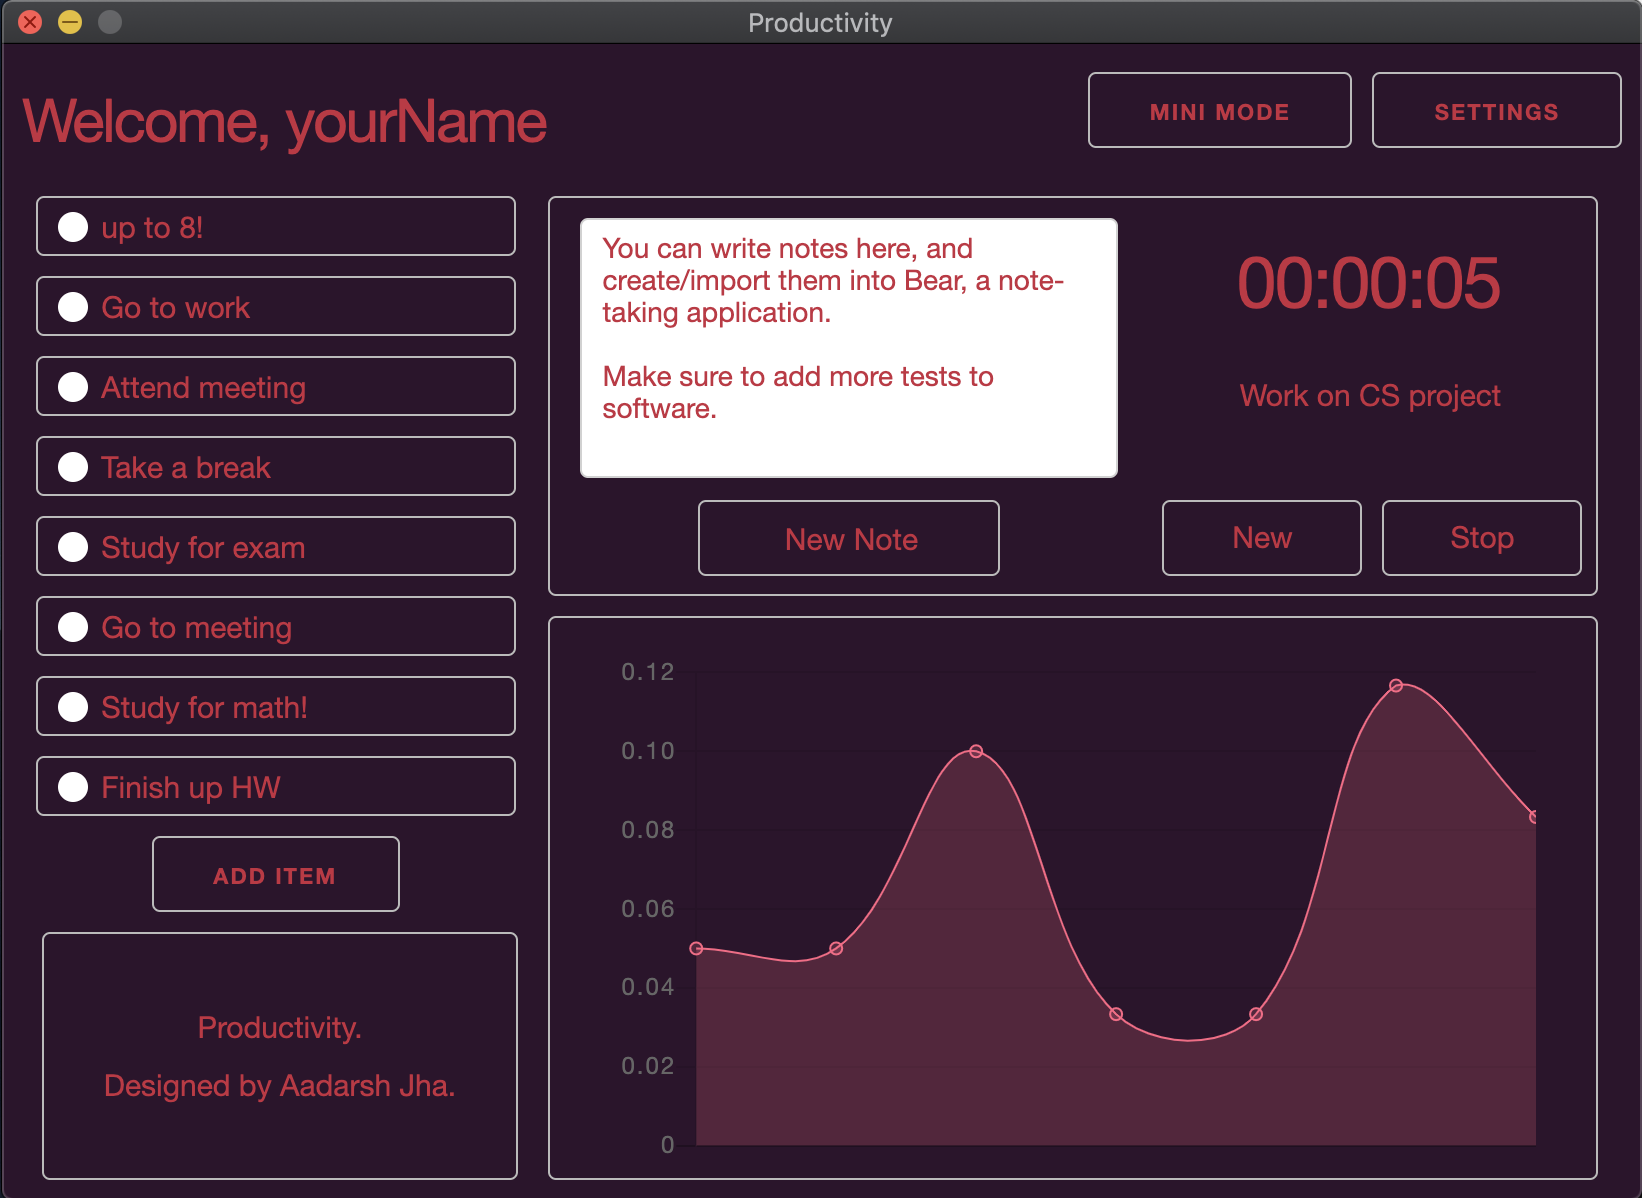 Productivity
Welcome, yourName
MINI MODE
SETTINGS
up to 8!
Go to work
Attend meeting
Take a break
Study for exam
Go to meeting
Study for math!
Finish up HW
ADD ITEM
Productivity.
Designed by Aadarsh Jha.
You can write notes here, and
create/import them into Bear, a note-
taking application.
Make sure to add more tests to
software.
New Note
00:00:05
Work on CS project
New
Stop
0.12
0.10
0.08
0.06
0.04
0.02
0